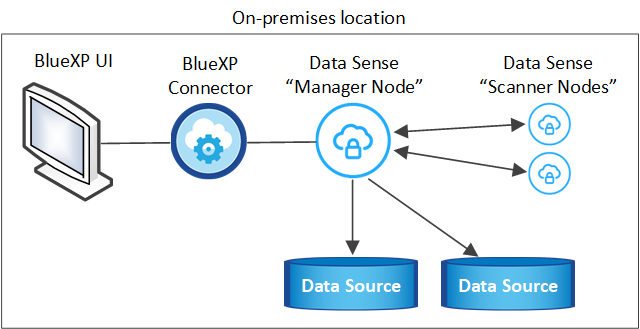 On-premises location
BlueXP UI
BlueXP
Connector
Data Sense
“Manager Node”
Data Sense
“Scanner Nodes”
Data Source
Data Source